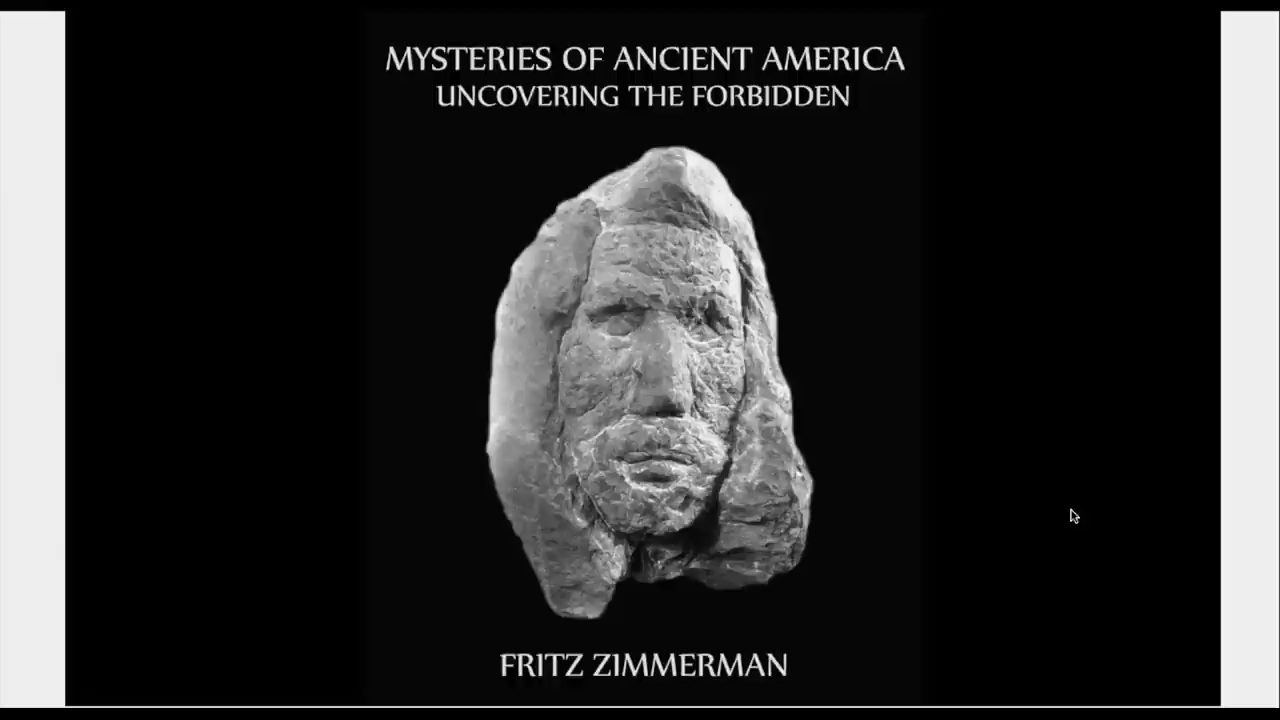 MYSTERIES OF ANCIENT AMERICA
UNCOVERING THE FORBIDDEN
FRITZ ZIMMERMAN